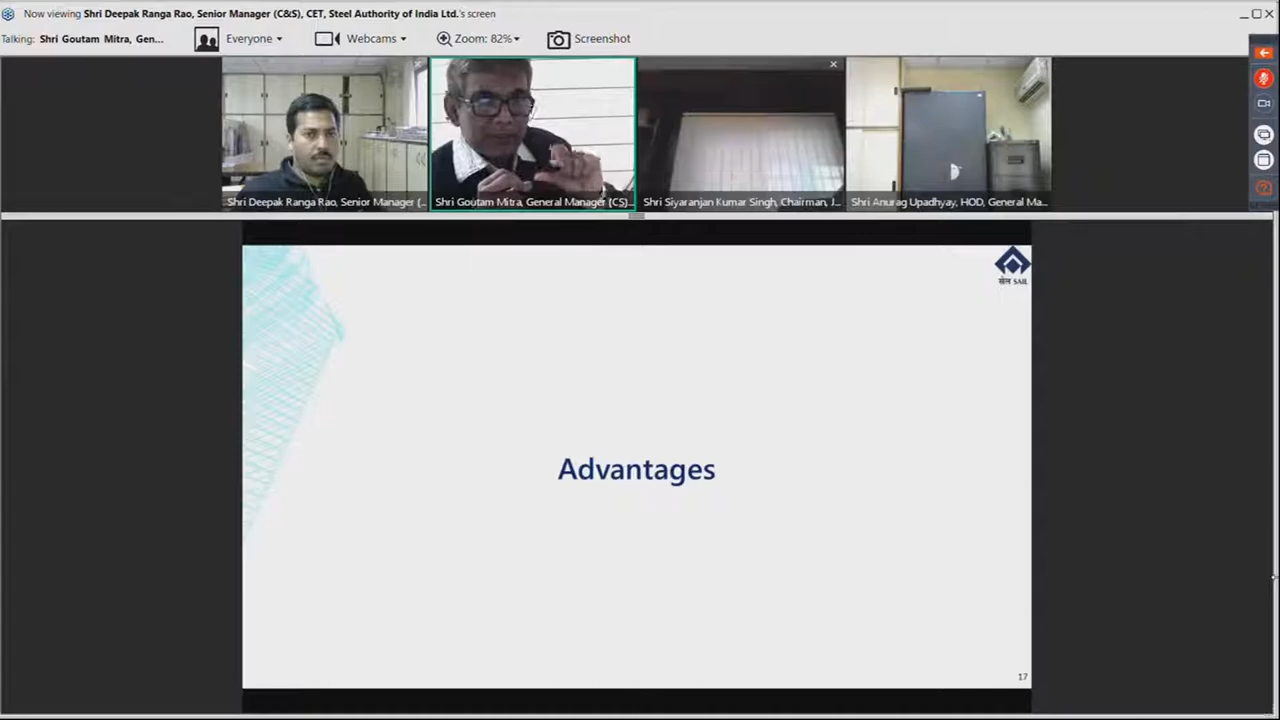 Now viewing Shri Deepak Ranga Rao, Senior Manager (C&S), CET, Steel Authority of India Ltd.'s screen
Talking: Shri Goutam Mitra, Gen... Everyone Webcams Zoom: 82% Screenshot
Shri Deepak Ranga Rao, Senior Manager (...
Shri Goutam Mitra, General Manager [CS)...
Shri Siyaranjan Kumar Singh, Chairman, J...
Shri Anurag Upadhyay, HOD, General Ma...
सेल SAIL
Advantages
17